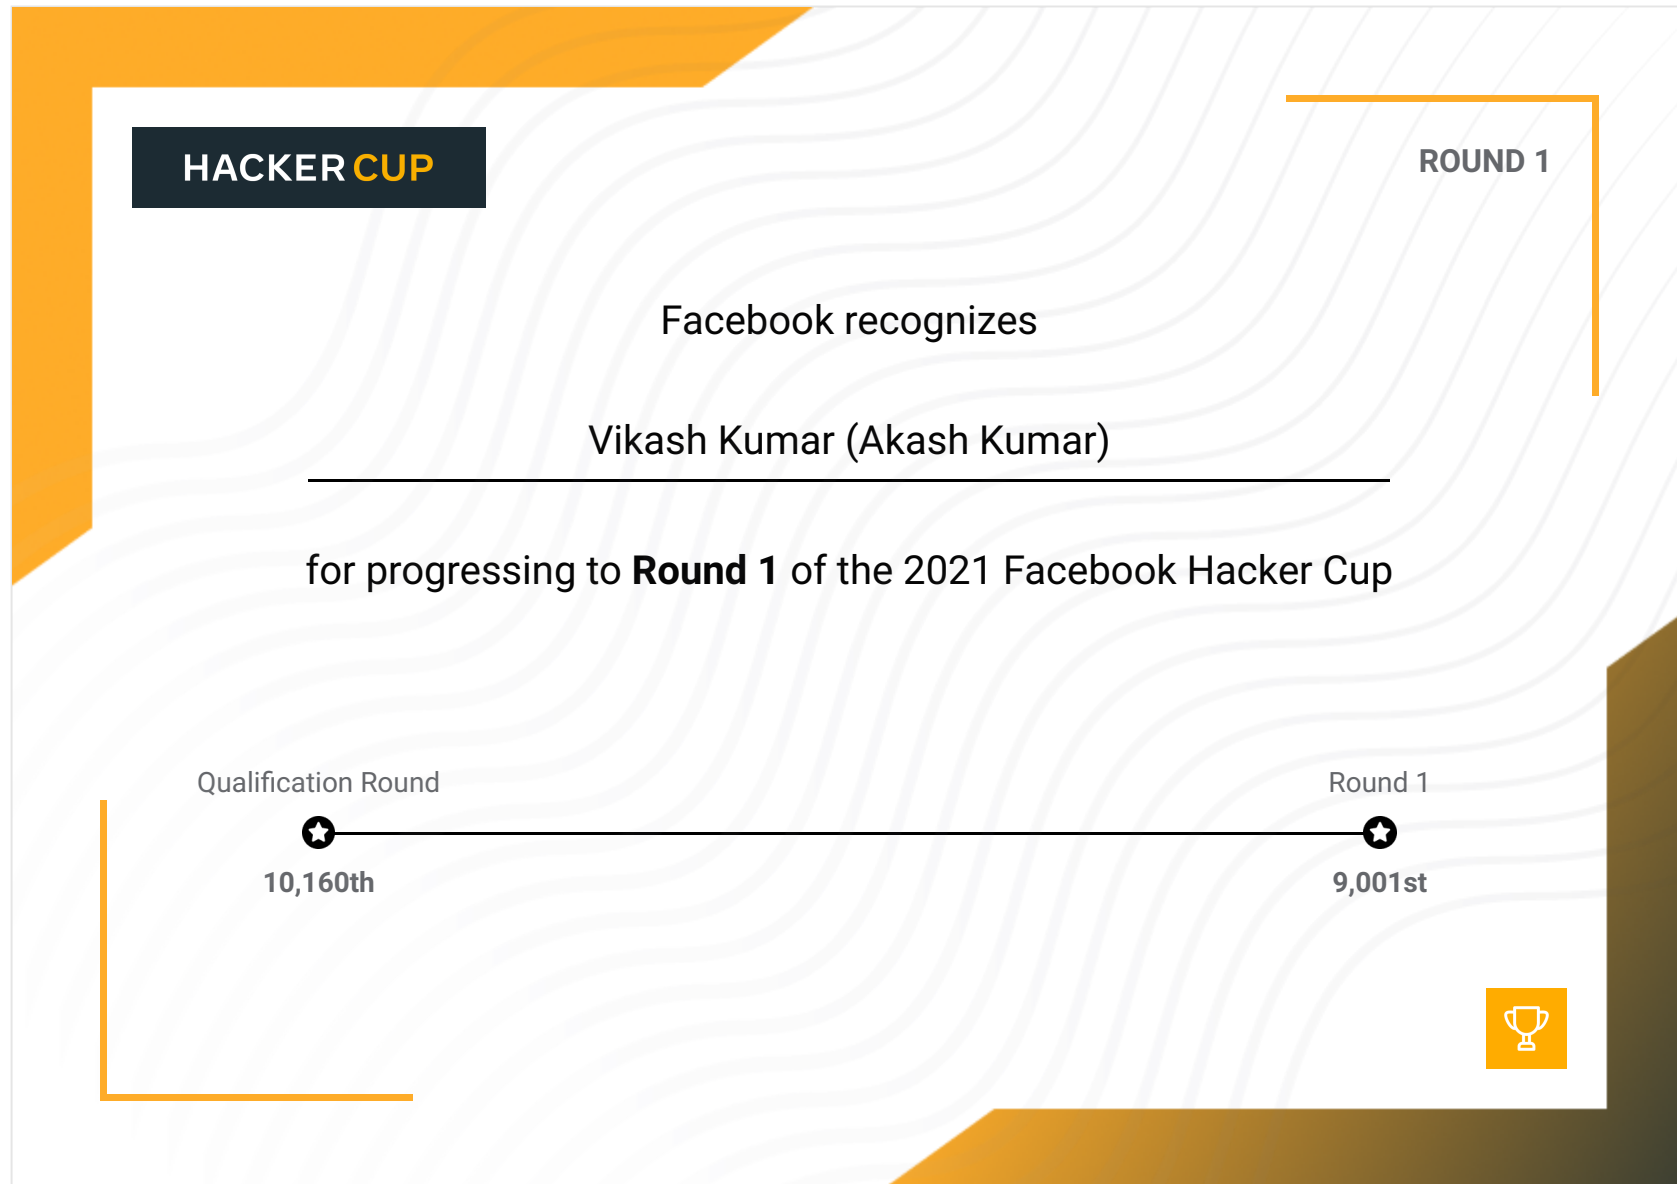 HACKER CUP
ROUND 1
Facebook recognizes
Vikash Kumar (Akash Kumar)
for progressing to Round 1 of the 2021 Facebook Hacker Cup
Qualification Round
Round 1
10,160th
9,001st